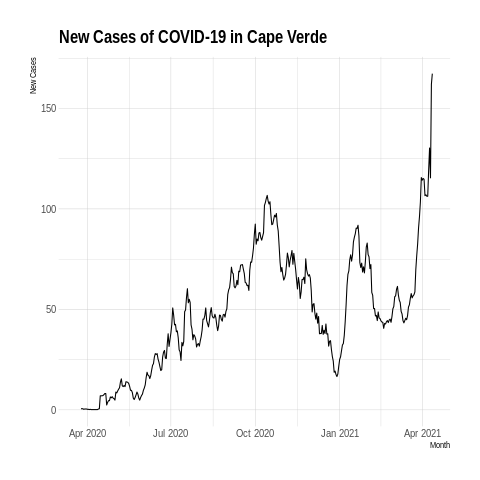 New Cases of COVID-19 in Cape Verde
New Cases
150
100
50
0
Apr 2020 Jul 2020 Oct 2020 Jan 2021 Apr 2021
Month